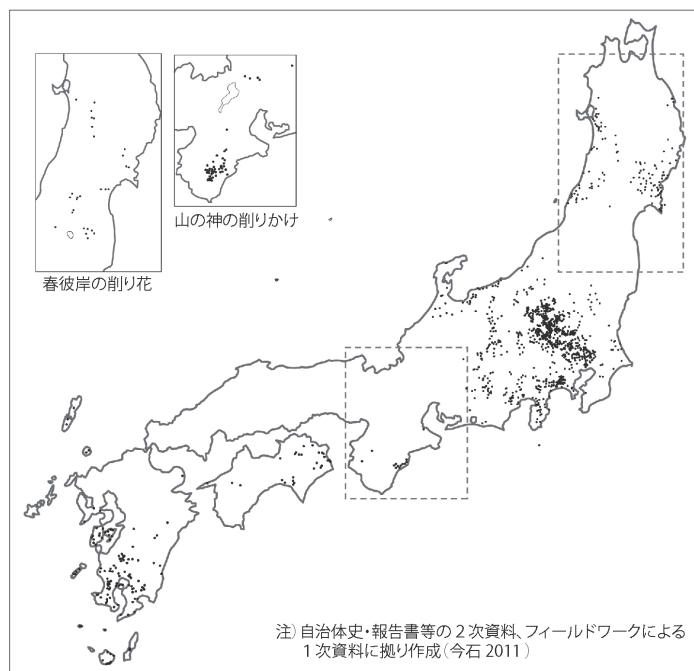 春彼岸の削り花
山の神の削りかけ
注）自治体史・報告書等の２次資料、フィールドワークによる
１次資料に拠り作成（今石 2011）